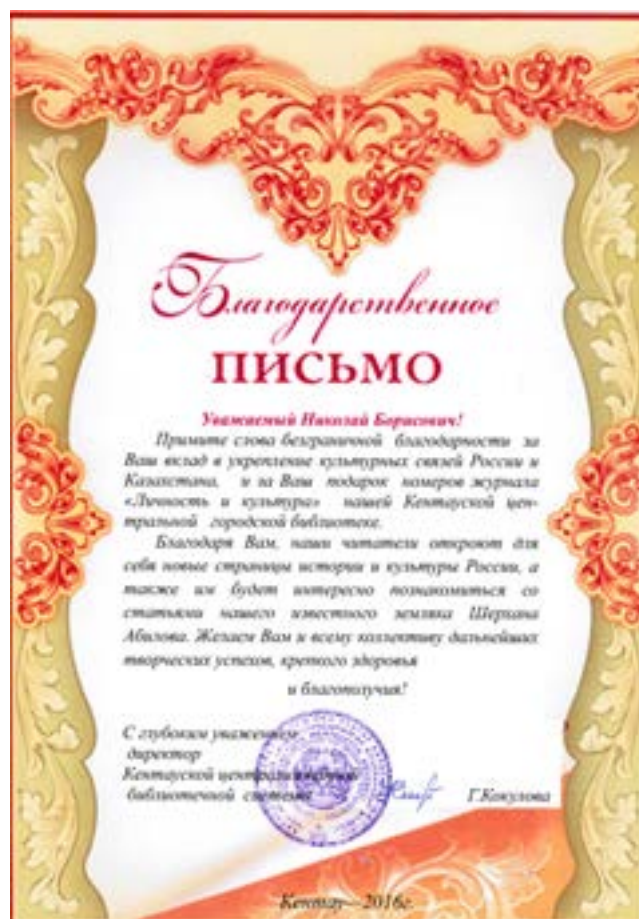 Благодарственное
ПИСЬМО
Уважаемый Николай Борисович!
Примите слова безграничной благодарности за
Ваш вклад в укрепление культурных связей России и
Казахстана, и за Ваш подарок номеров журнала
«Личность и культура» нашей Кентауской цен-
тральной городской библиотеке.
Благодаря Вам, наши читатели откроют для
себя новые страницы истории и культуры России, а
также им будет интересно познакомиться со
статьями нашего известного земляка Шерхана
Абилова. Желаем Вам и всему коллективу дальнейших
творческих успехов, крепкого здоровья
и благополучия!
С глубоким уважением
директор
Кентауской централизованной
библиотечной система
Г.Кокулова
Кентау—2016г.